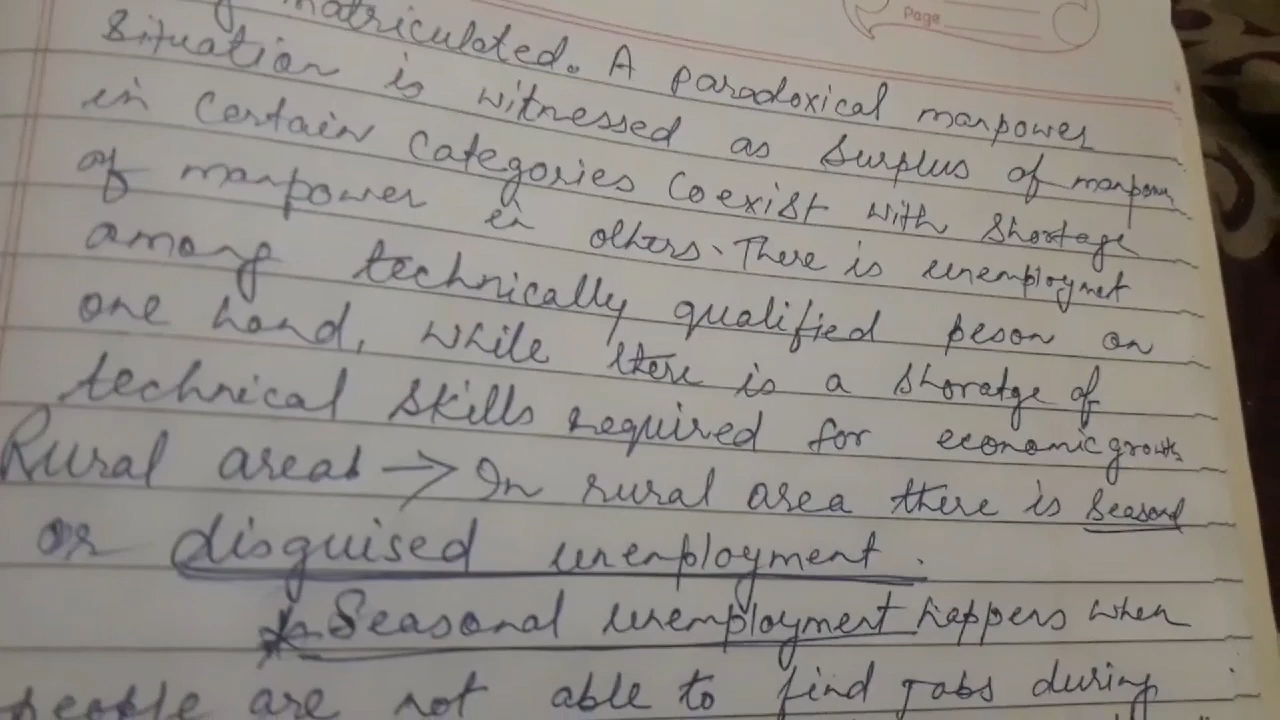 Page
matriculated. A paradoxical manpower
situation is witnessed as surplus of manpower
in certain categories coexist with shortage
of manpower in others. There is unemploymet
among technically qualified peson on
one hand, while there is a shoratge of
technical skills required for economic growth
Rural areas → In rural area there is seasonal
or disguised unemployment.
* Seasonal unemployment happens when
people are not able to find jobs during